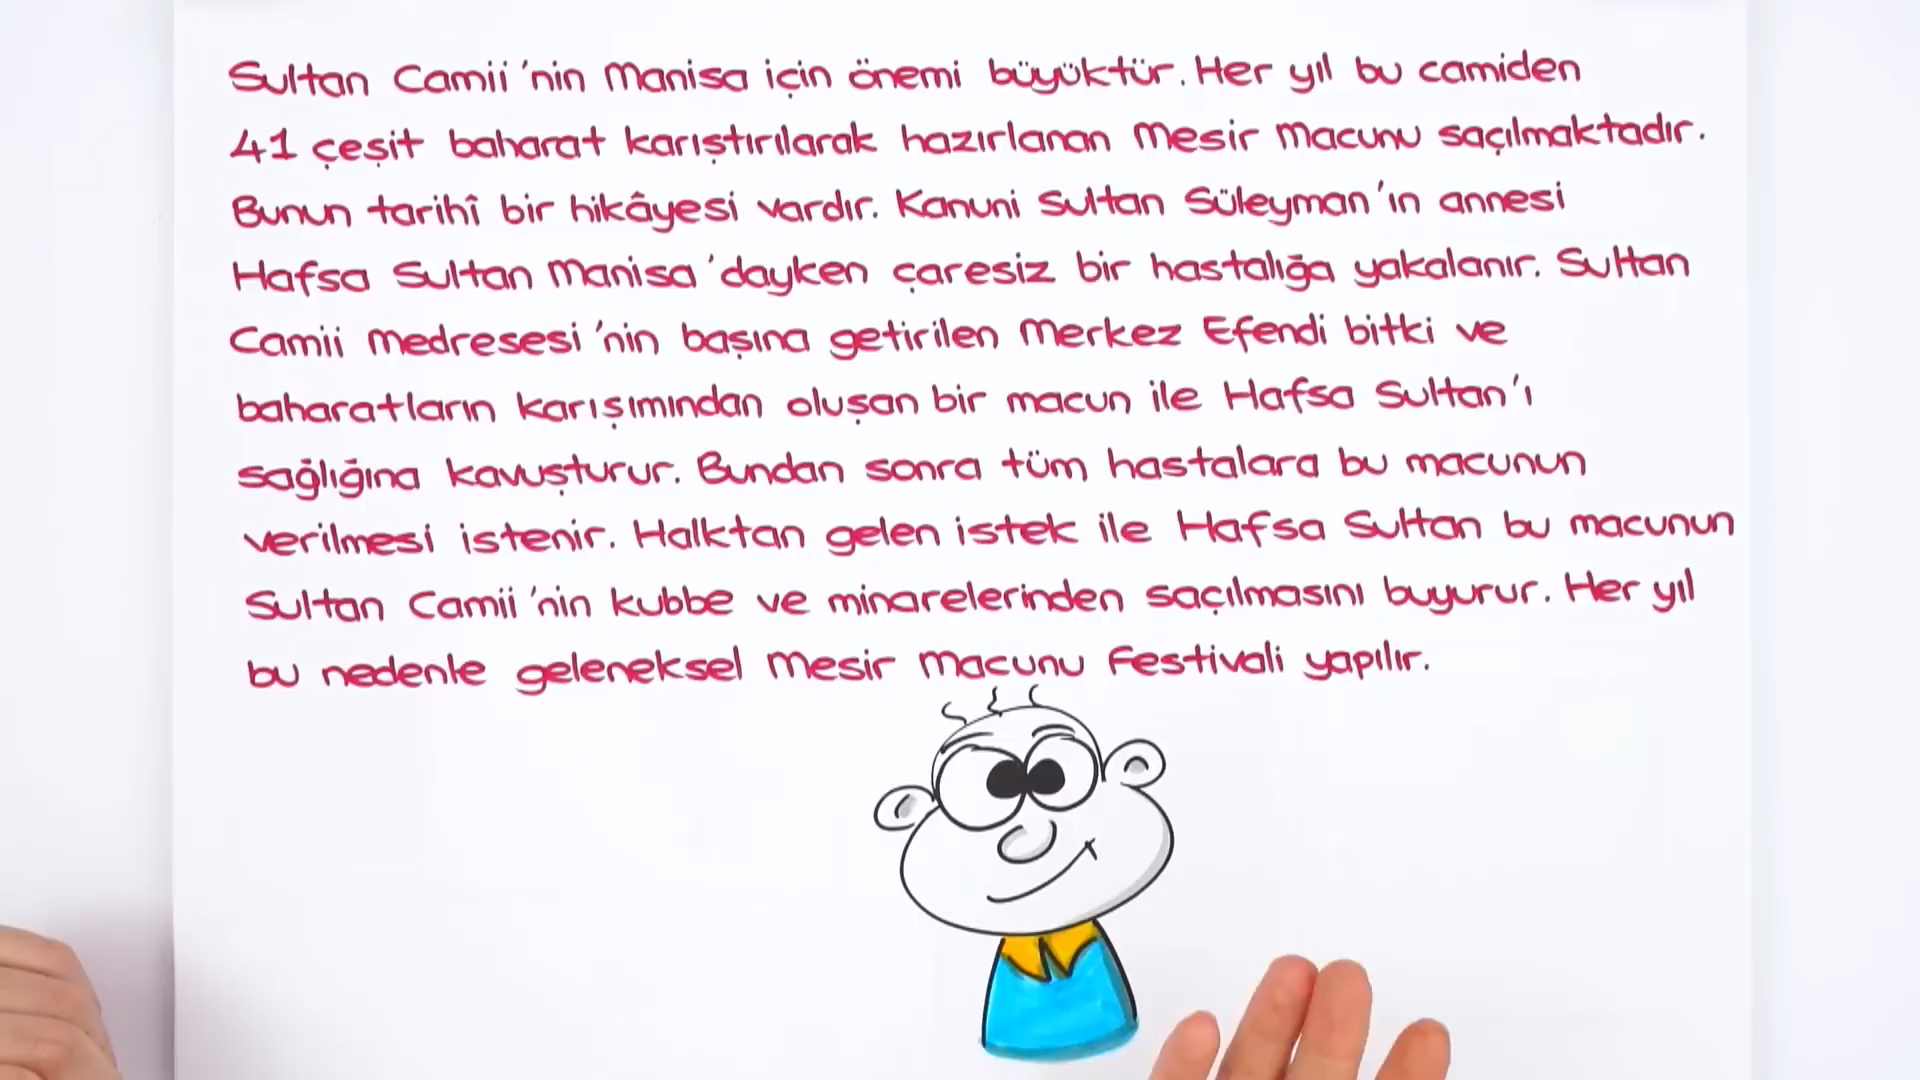 Sultan Camii'nin Manisa için önemi büyüktür. Her yıl bu camiden
41 çeşit baharat karıştırılarak hazırlanan Mesir Macunu saçılmaktadır.
Bunun tarihî bir hikâyesi vardır. Kanuni Sultan Süleyman'ın annesi
Hafsa Sultan Manisa'dayken çaresiz bir hastalığa yakalanır. Sultan
Camii Medresesi'nin başına getirilen Merkez Efendi bitki ve
baharatların karışımından oluşan bir macun ile Hafsa Sultan'ı
sağlığına kavuşturur. Bundan sonra tüm hastalara bu macunun
verilmesi istenir. Halktan gelen istek ile Hafsa Sultan bu macunun
Sultan Camii'nin kubbe ve minarelerinden saçılmasını buyurur. Her yıl
bu nedenle geleneksel Mesir Macunu Festivali yapılır.